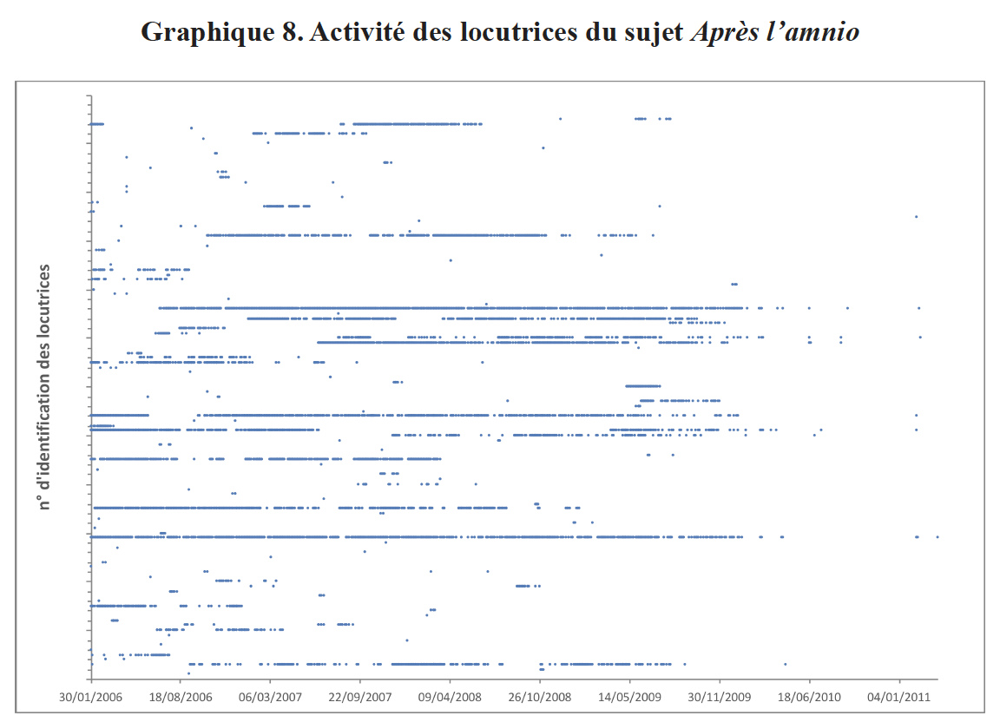 Graphique 8. Activité des locutrices du sujet Après l’amnio
n° d'identification des locutrices
30/01/2006 18/08/2006 06/03/2007 22/09/2007 09/04/2008 26/10/2008 14/05/2009 30/11/2009 18/06/2010 04/01/2011